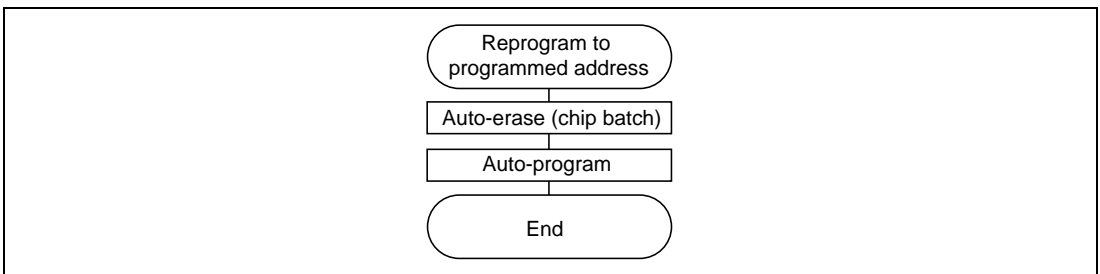 Reprogram to
programmed address
Auto-erase (chip batch)
Auto-program
End